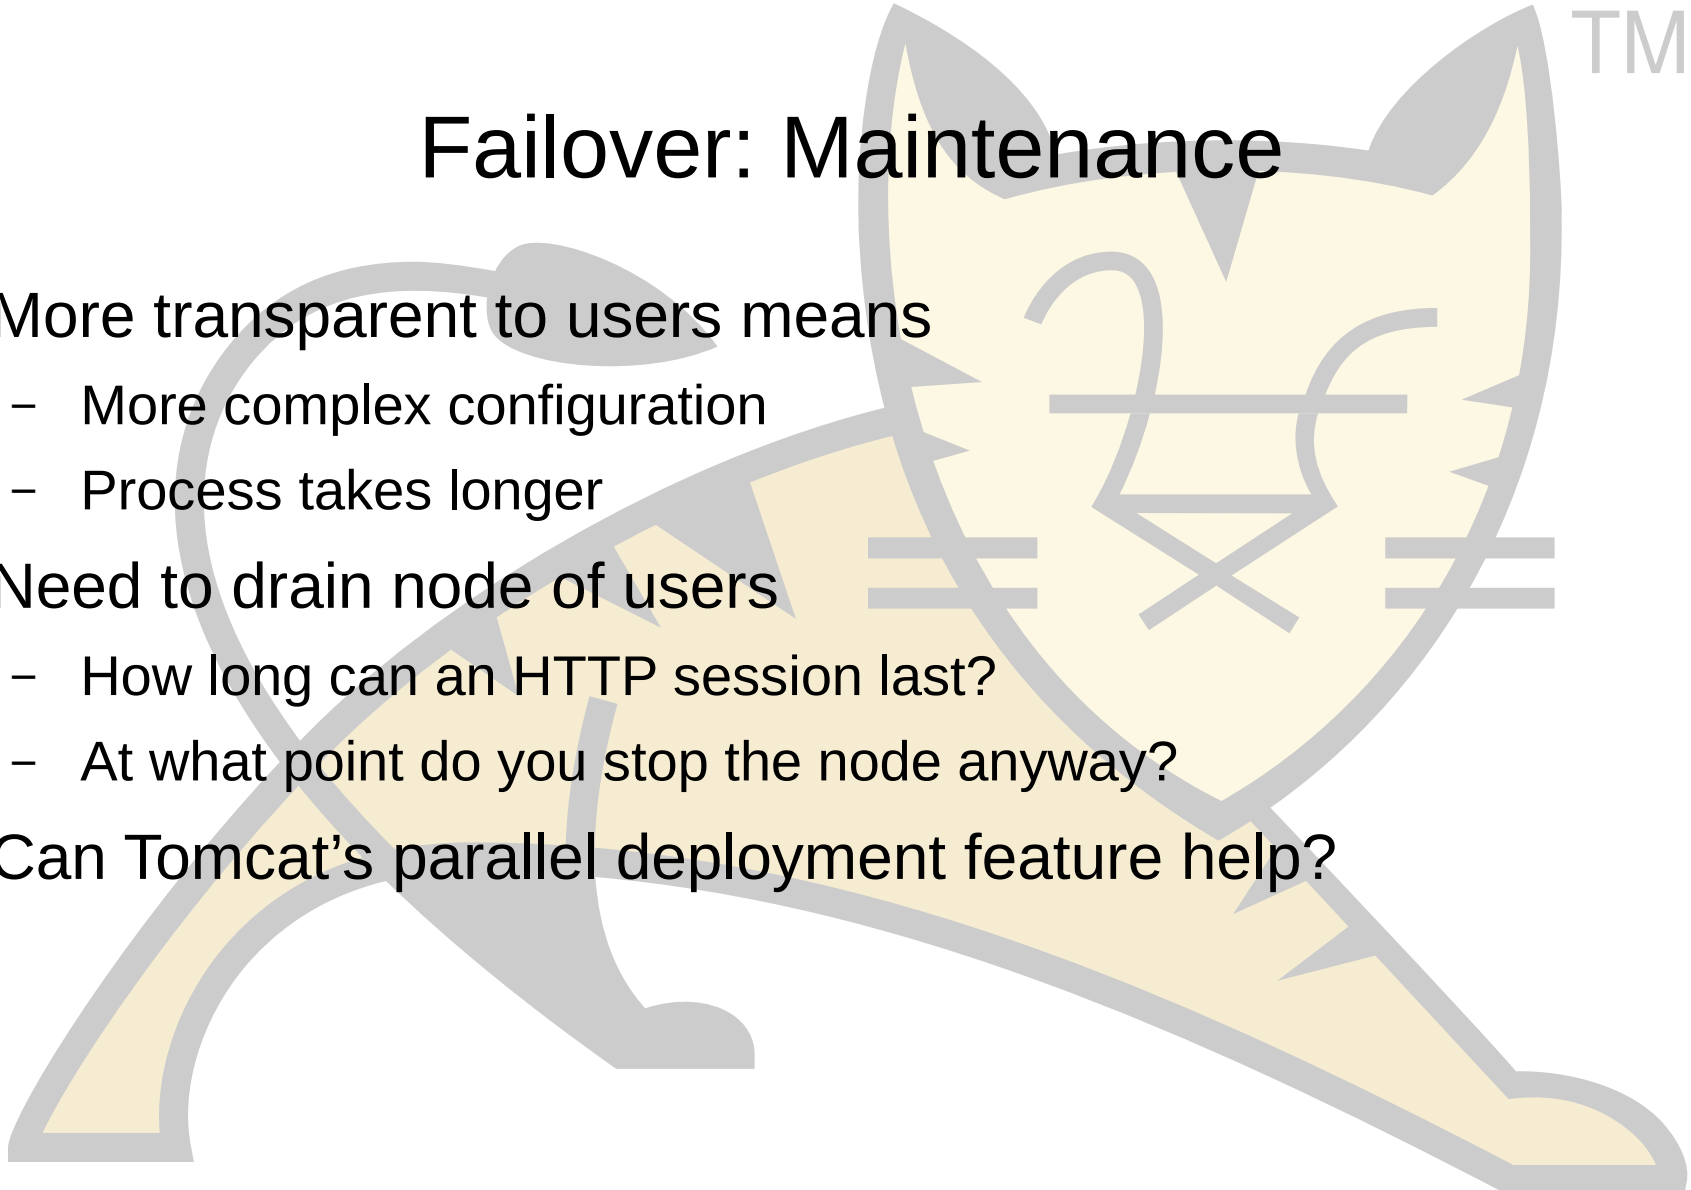 TM
Failover: Maintenance
More transparent to users means
– More complex configuration
– Process takes longer
Need to drain node of users
– How long can an HTTP session last?
– At what point do you stop the node anyway?
Can Tomcat’s parallel deployment feature help?